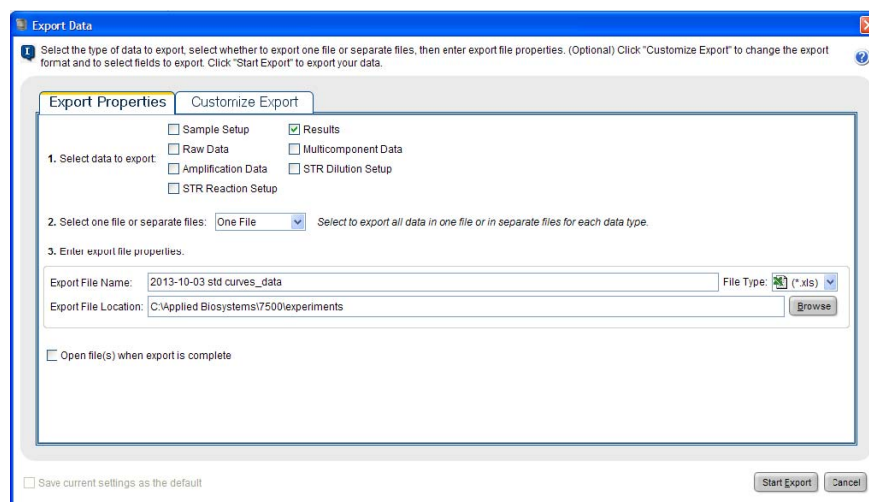 Export Data
Select the type of data to export, select whether to export one file or separate files, then enter export file properties. (Optional) Click "Customize Export" to change the export
format and to select fields to export. Click "Start Export" to export your data.
Export Properties Customize Export
1. Select data to export:
Sample Setup Results
Raw Data Multicomponent Data
Amplification Data STR Dilution Setup
STR Reaction Setup
2. Select one file or separate files: One File Select to export all data in one file or in separate files for each data type.
3. Enter export file properties.
Export File Name: 2013-10-03 std curves_data File Type: (*.xls)
Export File Location: C:\Applied Biosystems\7500\experiments Browse
Open file(s) when export is complete
Save current settings as the default Start Export Cancel